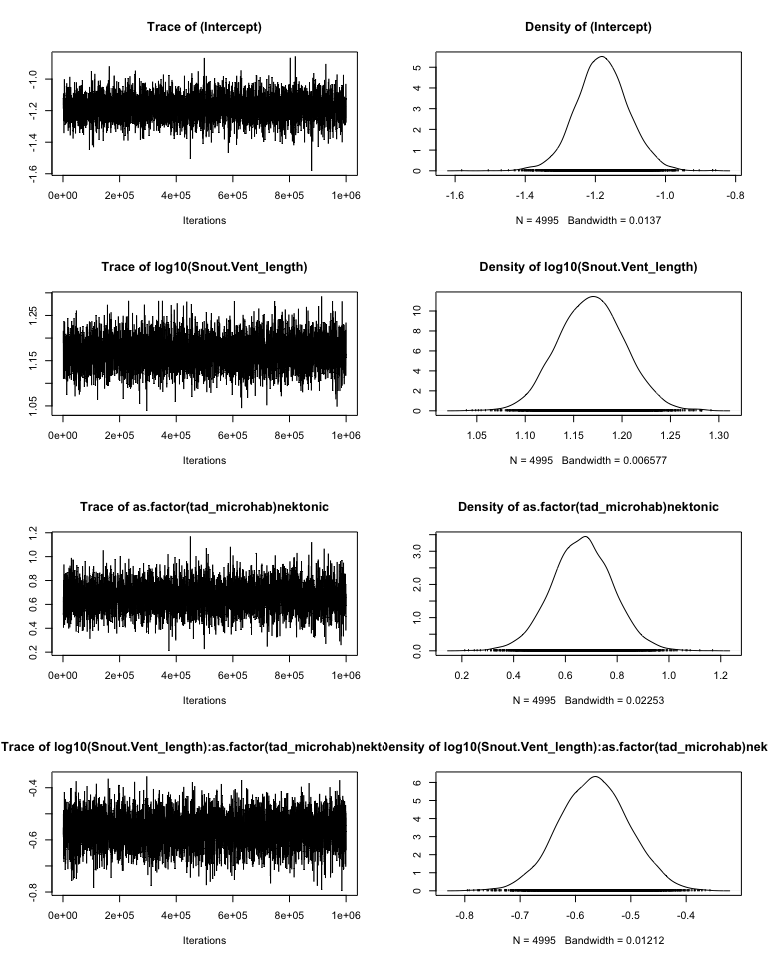 Trace of (Intercept)
-1.6 -1.4 -1.2 -1.0
0e+00 2e+05 4e+05 6e+05 8e+05 1e+06
Iterations
Density of (Intercept)
0 1 2 3 4 5
-1.6 -1.4 -1.2 -1.0 -0.8
N = 4995 Bandwidth = 0.0137
Trace of log10(Snout.Vent_length)
1.05 1.15 1.25
0e+00 2e+05 4e+05 6e+05 8e+05 1e+06
Iterations
Density of log10(Snout.Vent_length)
0 2 4 6 8 10
1.05 1.10 1.15 1.20 1.25 1.30
N = 4995 Bandwidth = 0.006577
Trace of as.factor(tad_microhab)nektonic
0.2 0.4 0.6 0.8 1.0 1.2
0e+00 2e+05 4e+05 6e+05 8e+05 1e+06
Iterations
Density of as.factor(tad_microhab)nektonic
0.0 1.0 2.0 3.0
0.2 0.4 0.6 0.8 1.0 1.2
N = 4995 Bandwidth = 0.02253
Trace of log10(Snout.Vent_length):as.factor(tad_microhab)nekt
-0.8 -0.6 -0.4
0e+00 2e+05 4e+05 6e+05 8e+05 1e+06
Iterations
ensity of log10(Snout.Vent_length):as.factor(tad_microhab)nek
0 1 2 3 4 5 6
-0.8 -0.7 -0.6 -0.5 -0.4
N = 4995 Bandwidth = 0.01212